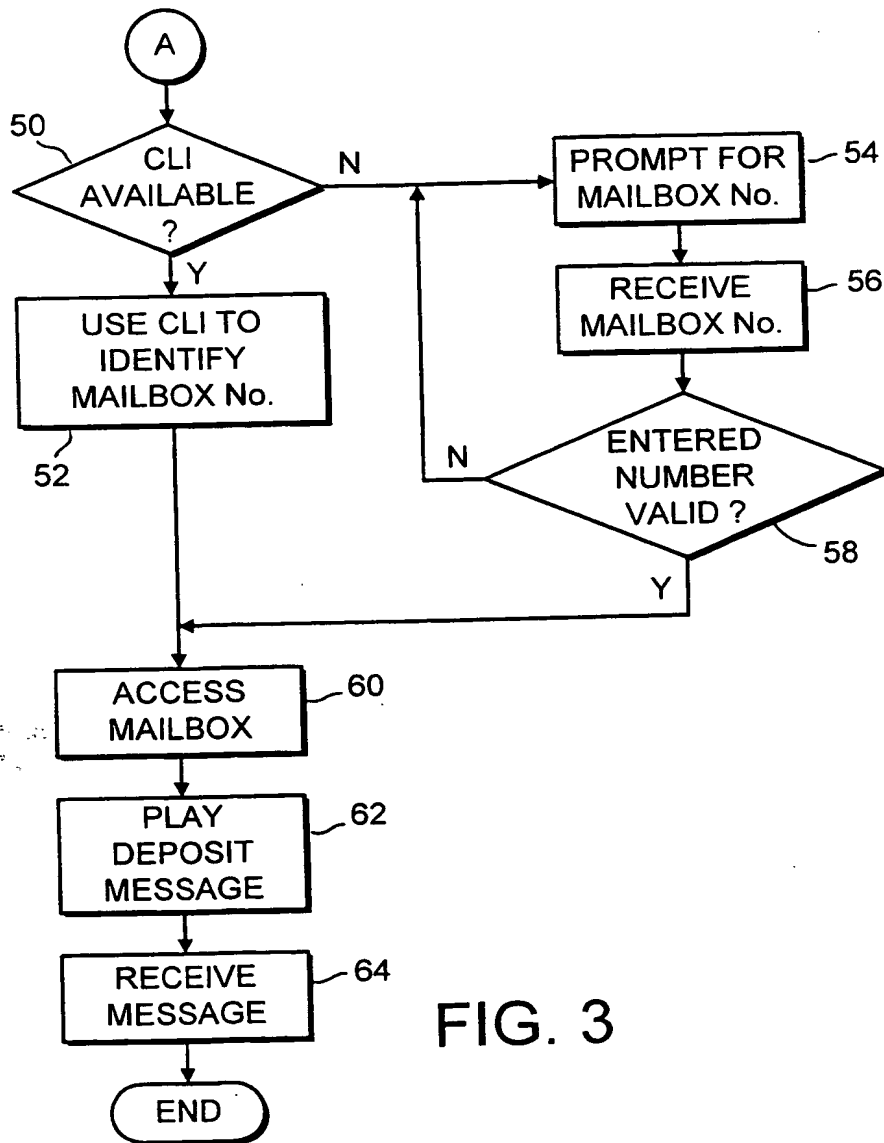 A
50
CLI
AVAILABLE
?
N
Y
PROMPT FOR
MAILBOX No.
54
RECEIVE
MAILBOX No.
56
USE CLI TO
IDENTIFY
MAILBOX No.
52
ENTERED
NUMBER
VALID ?
N
58
Y
ACCESS
MAILBOX
60
PLAY
DEPOSIT
MESSAGE
62
RECEIVE
MESSAGE
64
END
FIG. 3